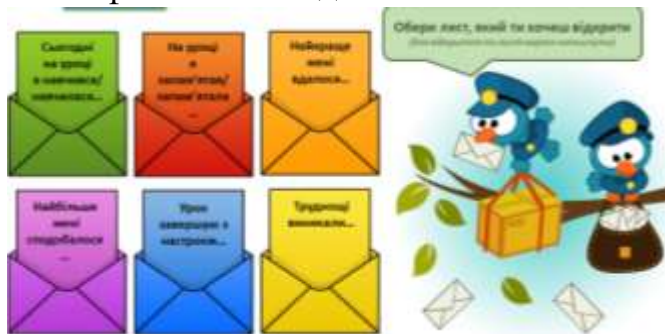 Сьогодні
на уроці
я навчився/
навчилася...
На уроці
я
запам'ятав/
запам'ятала
...
Найкраще
мені
вдалося...
Обери лист, який ти хочеш відкрити
Найбільше
мені
сподобалося
...
Урок
завершую з
настроєм...
Труднощі
виникали...